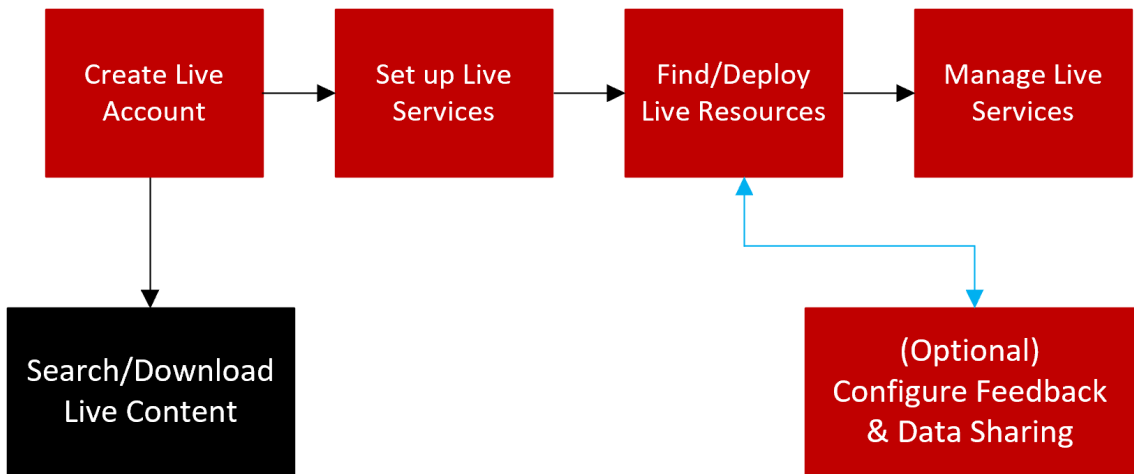 Create Live
Account
Set up Live
Services
Find/Deploy
Live Resources
Manage Live
Services
Search/Download
Live Content
(Optional)
Configure Feedback
& Data Sharing